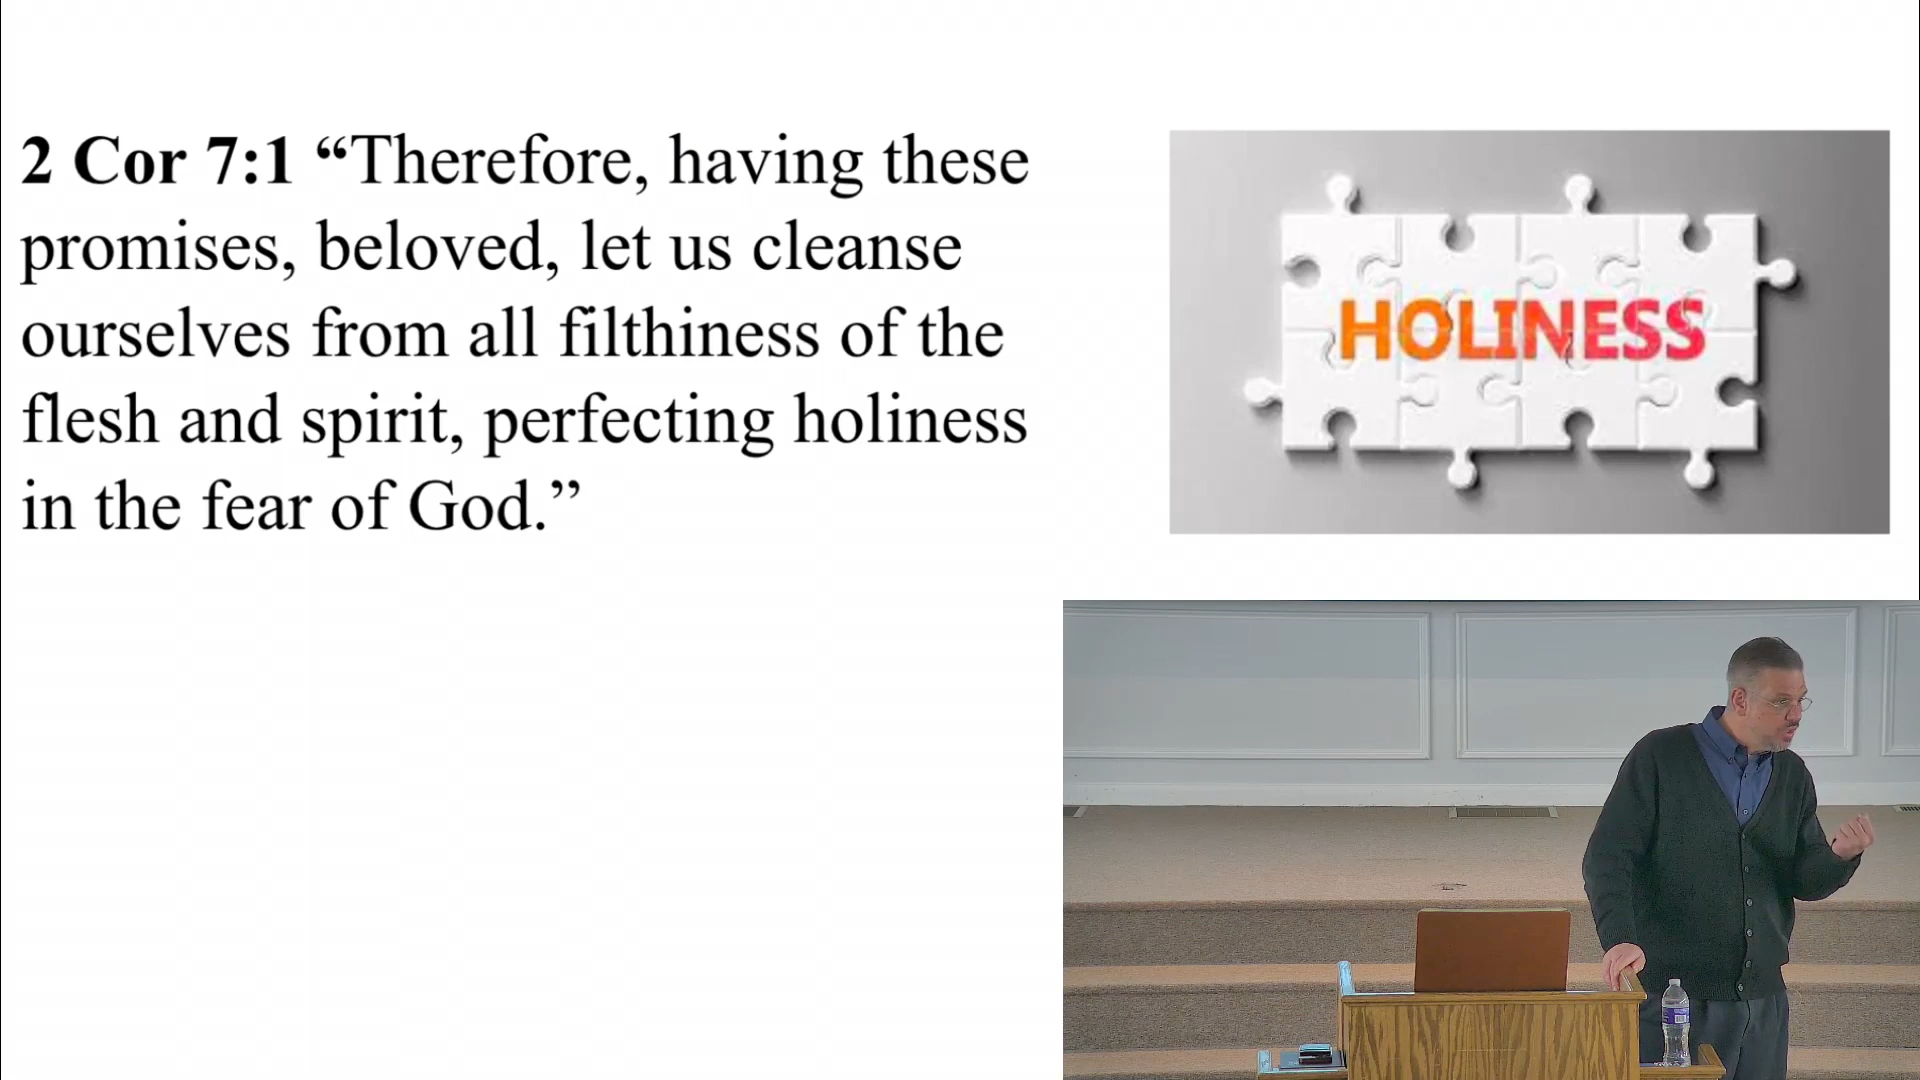 2 Cor 7:1 “Therefore, having these
promises, beloved, let us cleanse
ourselves from all filthiness of the
flesh and spirit, perfecting holiness
in the fear of God.”
HOLINESS